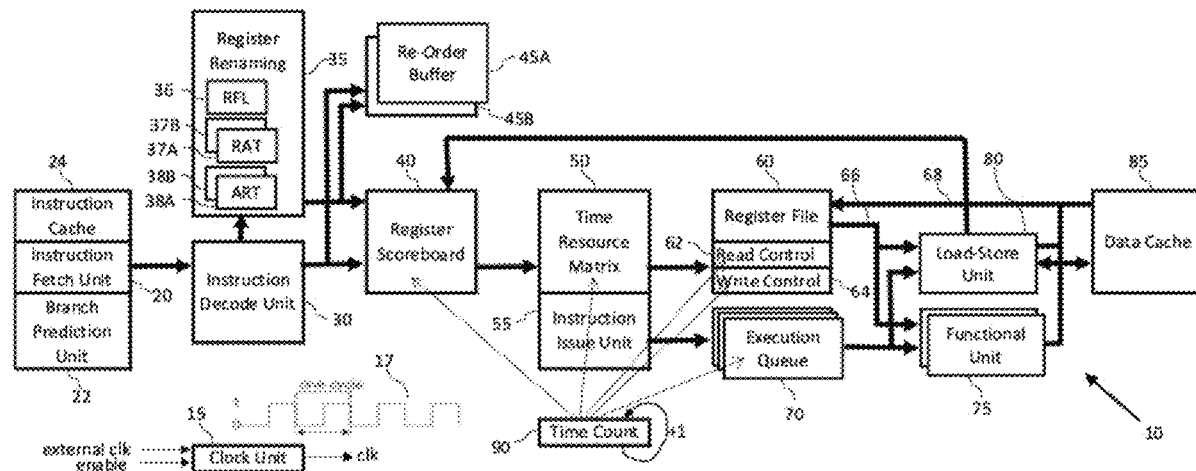 Register
Renaming
35
36
RFL
37B
RAT
37A
38B
ART
38A
Re-Order
Buffer
45A
45B
24
Instruction
Cache
Instruction
Fetch Unit
20
Branch
Prediction
Unit
22
Instruction
Decode Unit
30
40
Register
Scoreboard
50
Time
Resource
Matrix
55
Instruction
Issue Unit
60
Register File
62
Read Control
Write Control
64
66
68
80
Load-Store
Unit
85
Data Cache
Execution
Queue
70
Functional
Unit
75
10
17
15
external clk
enable
Clock Unit
clk
90
Time Count
+1